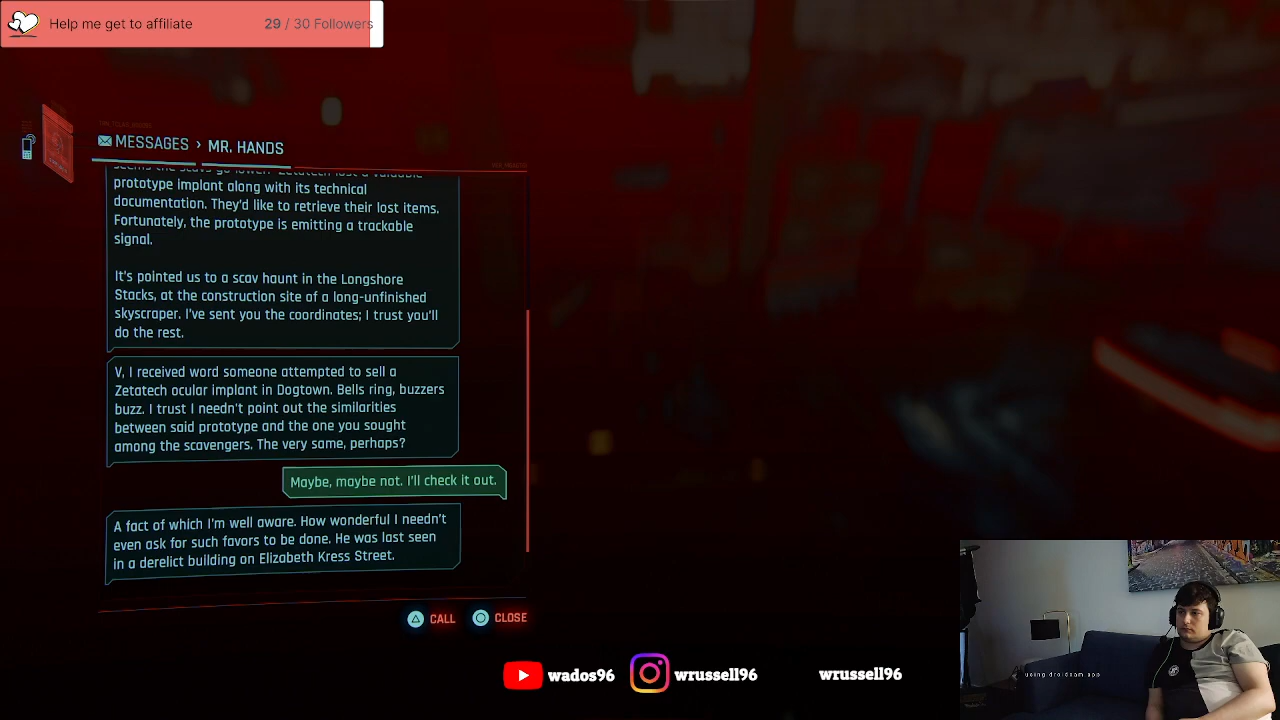 Help me get to affiliate
29 / 30 Followers
MESSAGES › MR. HANDS
prototype implant along with its technical
documentation. They'd like to retrieve their lost items.
Fortunately, the prototype is emitting a trackable
signal.
It's pointed us to a scav haunt in the Longshore
Stacks, at the construction site of a long-unfinished
skyscraper. I've sent you the coordinates; I trust you'll
do the rest.
V, I received word someone attempted to sell a
Zetatech ocular implant in Dogtown. Bells ring, buzzers
buzz. I trust I needn't point out the similarities
between said prototype and the one you sought
among the scavengers. The very same, perhaps?
Maybe, maybe not. I'll check it out.
A fact of which I'm well aware. How wonderful I needn't
even ask for such favors to be done. He was last seen
in a derelict building on Elizabeth Kress Street.
CALL
CLOSE
wados96
wrussell96
wrussell96
using droidcam app